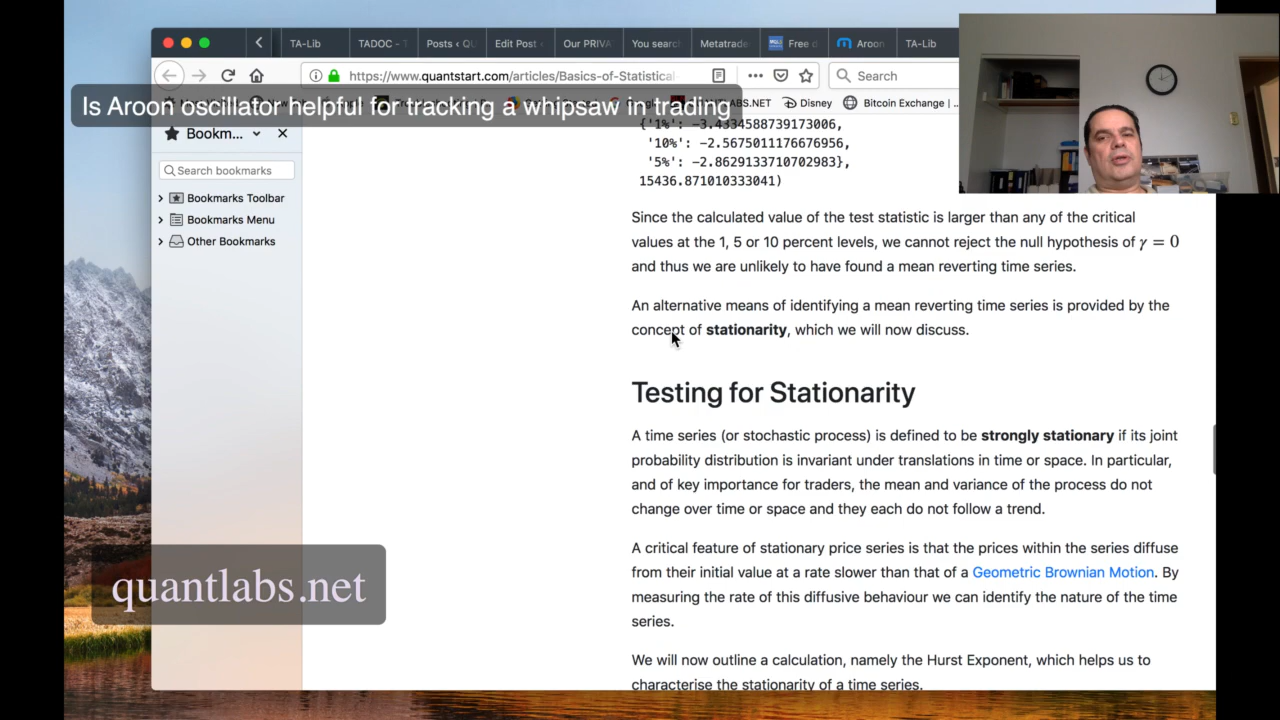 TA-Lib
TADOC - T
Posts ‹ QU
Edit Post
Our PRIVA
You searc
Metatrade
Free d
Aroon
TA-Lib
https://www.quantstart.com/articles/Basics-of-Statistical-
Search
Is Aroon oscillator helpful for tracking a whipsaw in trading
LABS.NET
Disney
Bitcoin Exchange | ..
Bookm...
Search bookmarks
Bookmarks Toolbar
Bookmarks Menu
Other Bookmarks
{'1%': -3.4334588739173006,
'10%': -2.5675011176676956,
'5%': -2.8629133710702983},
15436.871010333041)
Since the calculated value of the test statistic is larger than any of the critical
values at the 1, 5 or 10 percent levels, we cannot reject the null hypothesis of γ = 0
and thus we are unlikely to have found a mean reverting time series.
An alternative means of identifying a mean reverting time series is provided by the
concept of stationarity, which we will now discuss.
Testing for Stationarity
A time series (or stochastic process) is defined to be strongly stationary if its joint
probability distribution is invariant under translations in time or space. In particular,
and of key importance for traders, the mean and variance of the process do not
change over time or space and they each do not follow a trend.
A critical feature of stationary price series is that the prices within the series diffuse
from their initial value at a rate slower than that of a Geometric Brownian Motion. By
measuring the rate of this diffusive behaviour we can identify the nature of the time
series.
We will now outline a calculation, namely the Hurst Exponent, which helps us to
characterise the stationarity of a time series.
quantlabs.net